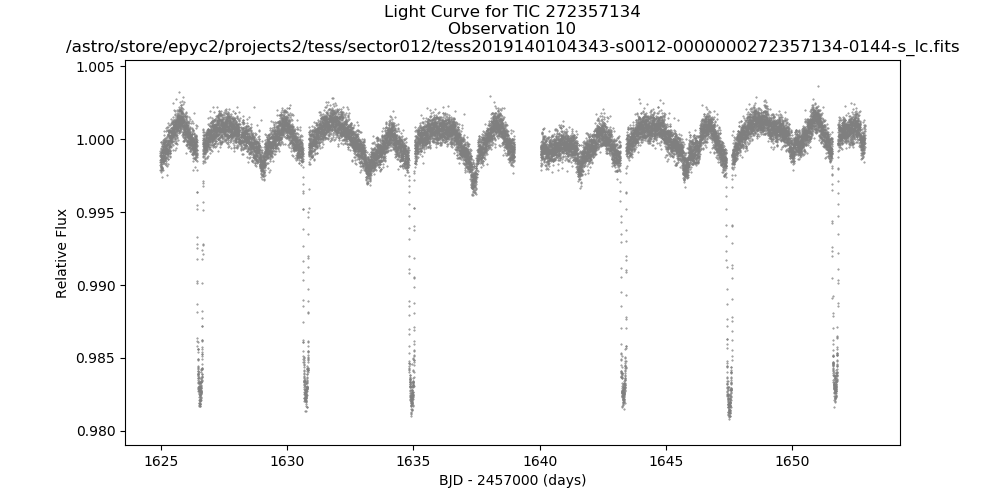 Light Curve for TIC 272357134
Observation 10
/astro/store/epyc2/projects2/tess/sector012/tess2019140104343-s0012-0000000272357134-0144-s_lc.fits
1.005
1.000
0.995
0.990
0.985
0.980
Relative Flux
1625
1630
1635
1640
1645
1650
BJD - 2457000 (days)